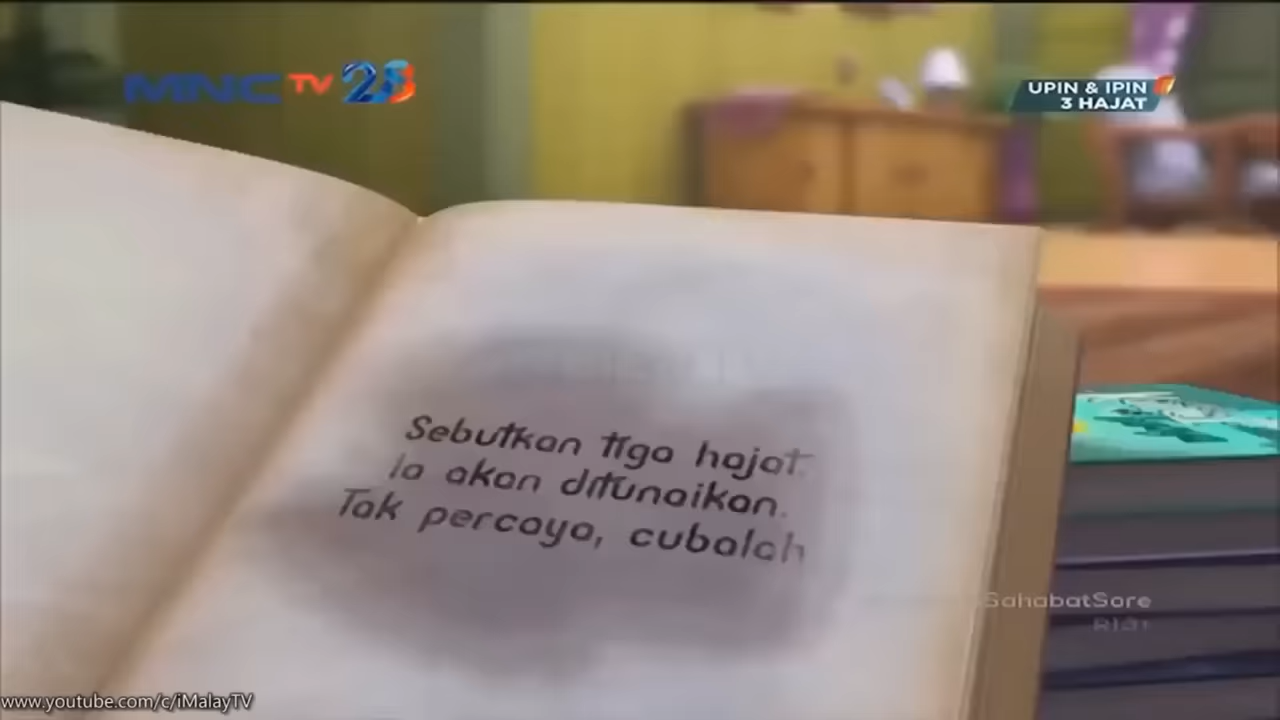 MNC TV 28
UPIN & IPIN
3 HAJAT
Sebutkan tiga hajat.
Ia akan ditunaikan.
Tak percaya, cubalah
SahabatSore
www.youtube.com/c/iMalayTV